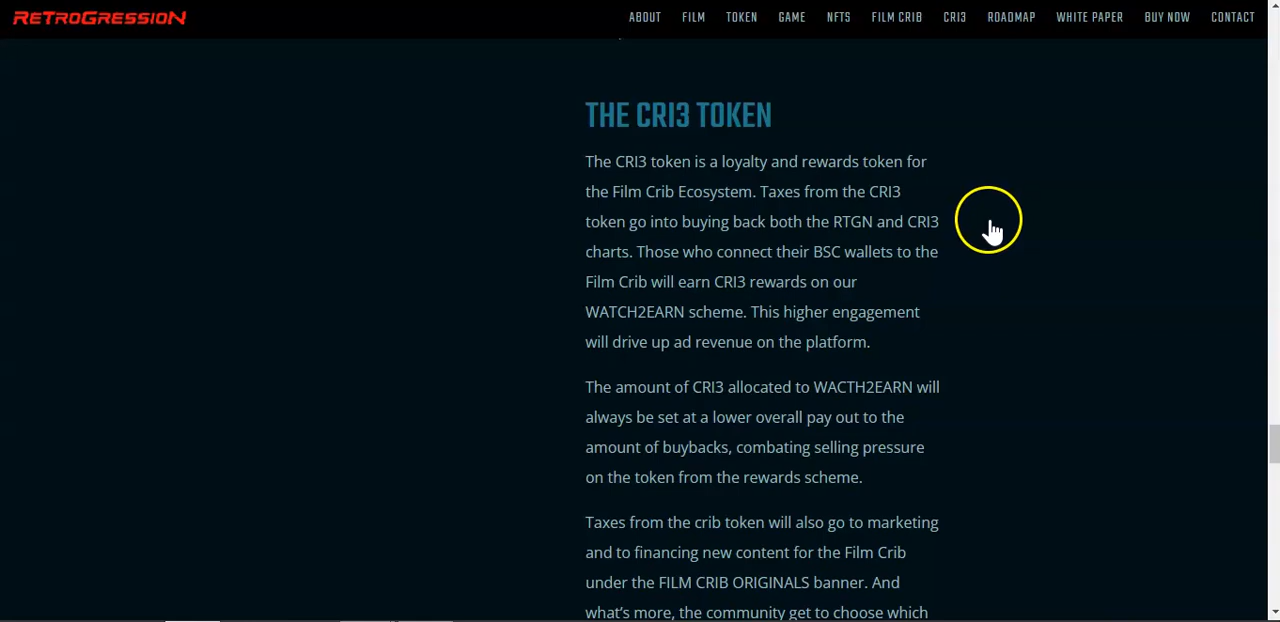 RETROGRESSION
ABOUT FILM TOKEN GAME NFTS FILM CRIB CRI3 ROADMAP WHITE PAPER BUY NOW CONTACT
THE CRI3 TOKEN
The CRI3 token is a loyalty and rewards token for
the Film Crib Ecosystem. Taxes from the CRI3
token go into buying back both the RTGN and CRI3
charts. Those who connect their BSC wallets to the
Film Crib will earn CRI3 rewards on our
WATCH2EARN scheme. This higher engagement
will drive up ad revenue on the platform.
The amount of CRI3 allocated to WACTH2EARN will
always be set at a lower overall pay out to the
amount of buybacks, combating selling pressure
on the token from the rewards scheme.
Taxes from the crib token will also go to marketing
and to financing new content for the Film Crib
under the FILM CRIB ORIGINALS banner. And
what's more, the community get to choose which